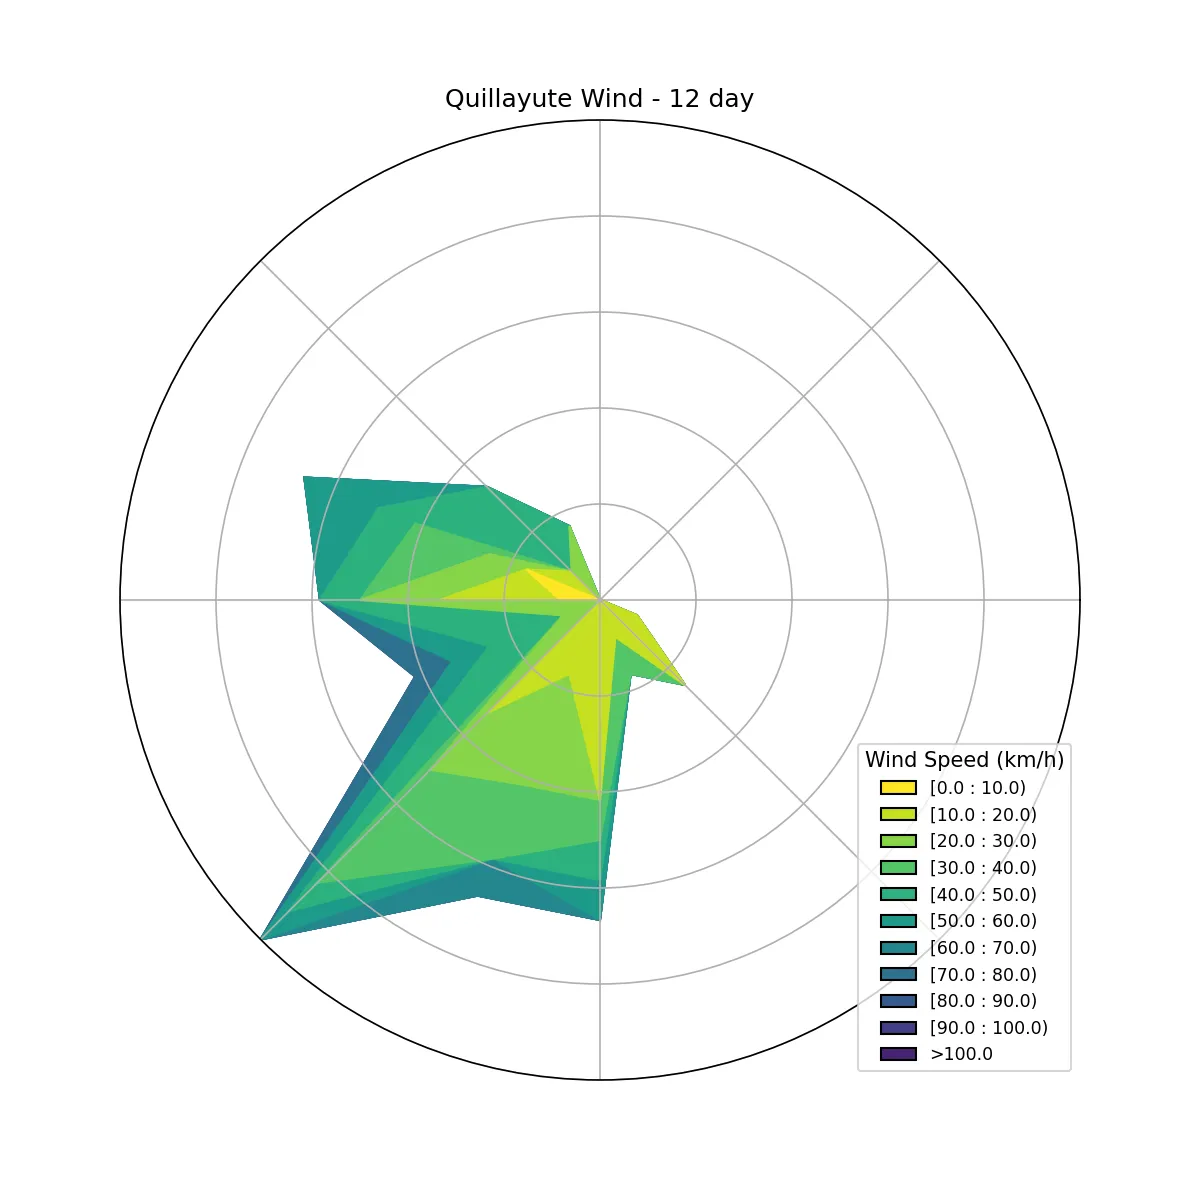 Quillayute Wind - 12 day
Wind Speed (km/h)
[0.0 : 10.0)
[10.0 : 20.0)
[20.0 : 30.0)
[30.0 : 40.0)
[40.0 : 50.0)
[50.0 : 60.0)
[60.0 : 70.0)
[70.0 : 80.0)
[80.0 : 90.0)
[90.0 : 100.0)
>100.0